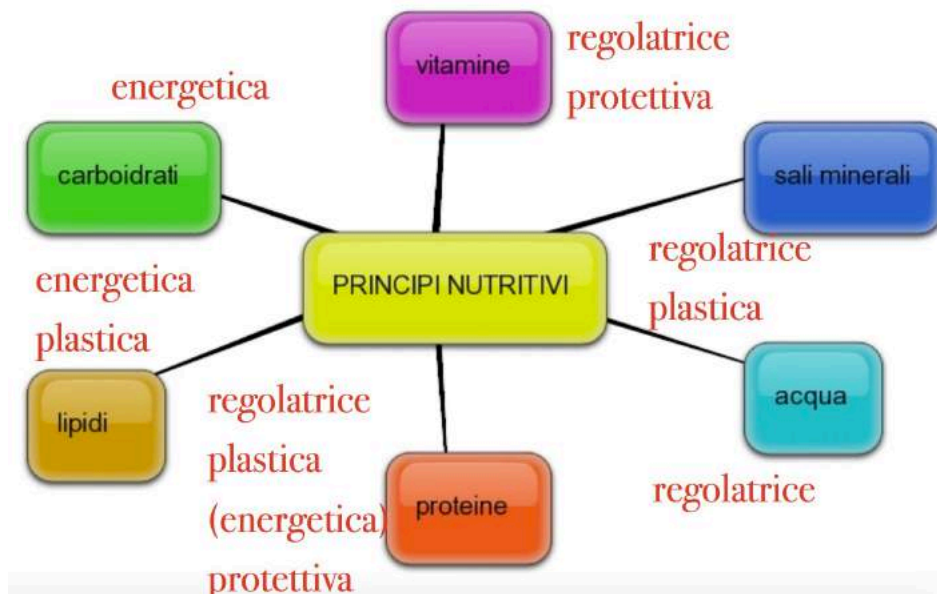 vitamine
regolatrice
protettiva
energetica
carboidrati
sali minerali
PRINCIPI NUTRITIVI
regolatrice
plastica
energetica
plastica
lipidi
regolatrice
plastica
(energetica)
protettiva
proteine
acqua
regolatrice